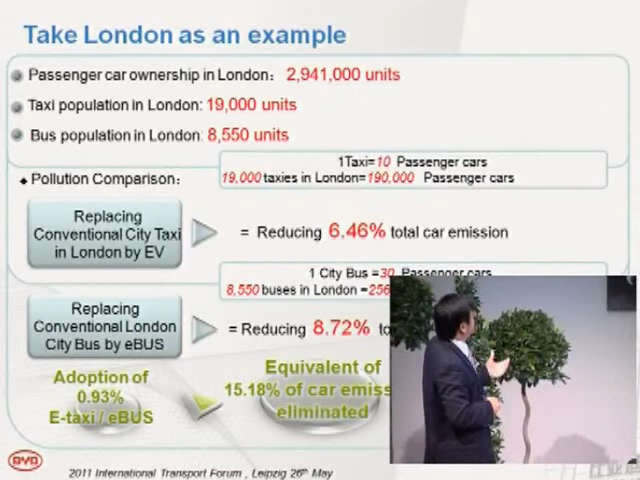 Take London as an example
Passenger car ownership in London: 2,941,000 units
Taxi population in London: 19,000 units
Bus population in London: 8,550 units
1Taxi=10 Passenger cars
19,000 taxies in London=190,000 Passenger cars
Pollution Comparison:
Replacing
Conventional City Taxi
in London by EV
= Reducing 6.46% total car emission
1 City Bus =30 Passenger cars
8,550 buses in London =256
Replacing
Conventional London
City Bus by eBUS
= Reducing 8.72%
Adoption of
0.93%
E-taxi / eBUS
Equivalent of
15.18% of car
eliminated
BYD
2011 International Transport Forum , Leipzig 26th May